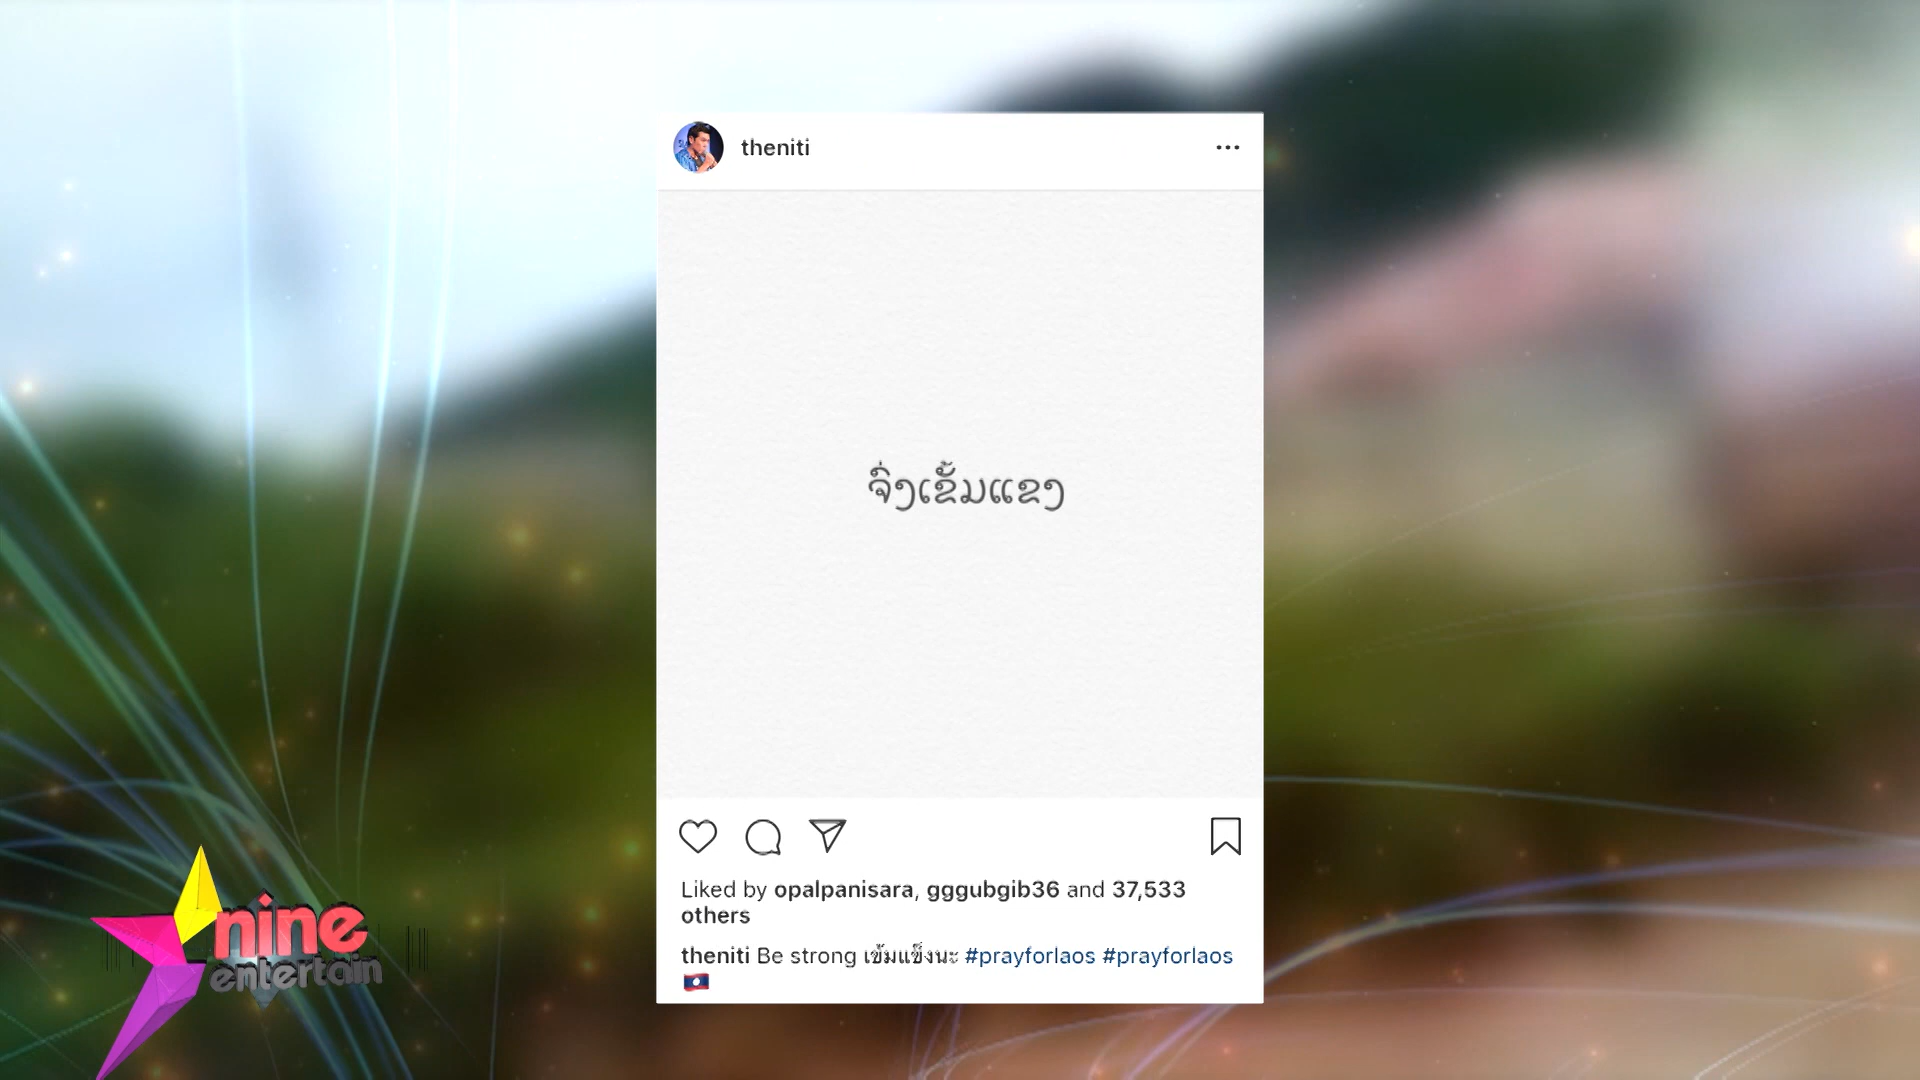 theniti
ຈຶ່ງເຂັ້ມແຂງ
Liked by opalpanisara, gggubgib36 and 37,533
others
theniti Be strong เข้มแข็งนะ #prayforlaos #prayforlaos
🇱🇦
nine
entertain